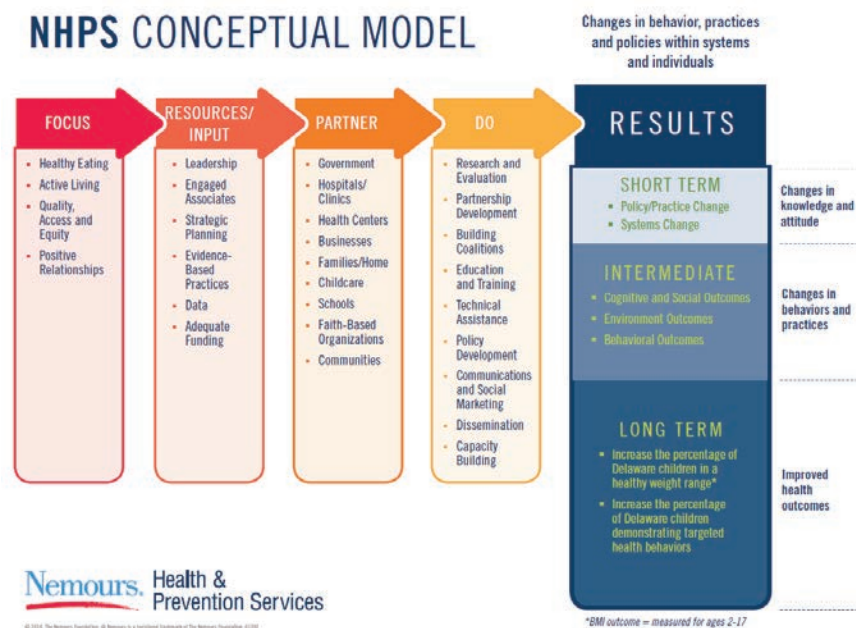 NHPS CONCEPTUAL MODEL
Changes in behavior, practices
and policies within systems
and individuals
FOCUS
▪ Healthy Eating
▪ Active Living
▪ Quality,
Access and
Equity
▪ Positive
Relationships
RESOURCES/
INPUT
▪ Leadership
▪ Engaged
Associates
▪ Strategic
Planning
▪ Evidence-
Based
Practices
▪ Data
▪ Adequate
Funding
PARTNER
▪ Government
▪ Hospitals/
Clinics
▪ Health Centers
▪ Businesses
▪ Families/Home
▪ Childcare
▪ Schools
▪ Faith-Based
Organizations
▪ Communities
DO
▪ Research and
Evaluation
▪ Partnership
Development
▪ Building
Coalitions
▪ Education
and Training
▪ Technical
Assistance
▪ Policy
Development
▪ Communications
and Social
Marketing
▪ Dissemination
▪ Capacity
Building
RESULTS
SHORT TERM
▪ Policy/Practice Change
▪ Systems Change
Changes in
knowledge and
attitude
INTERMEDIATE
▪ Cognitive and Social Outcomes
▪ Environment Outcomes
▪ Behavioral Outcomes
Changes in
behaviors and
practices
LONG TERM
▪ Increase the percentage of
Delaware children in a
healthy weight range*
▪ Increase the percentage
of Delaware children
demonstrating targeted
health behaviors
Improved
health
outcomes
Nemours. Health &
Prevention Services
*BMI outcome = measured for ages 2-17